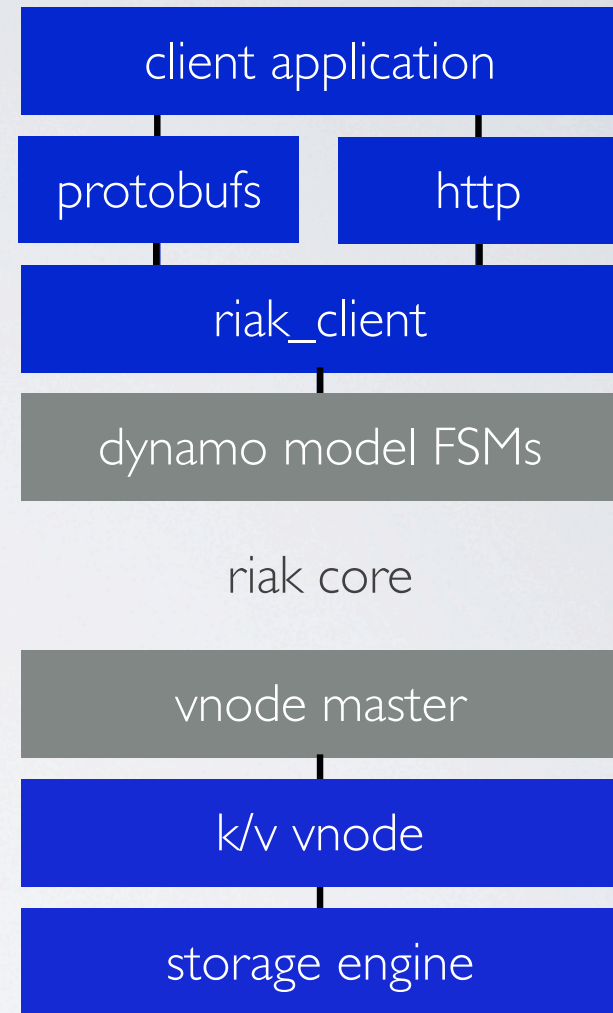 client application
protobufs
http
riak_client
dynamo model FSMs
riak core
vnode master
k/v vnode
storage engine